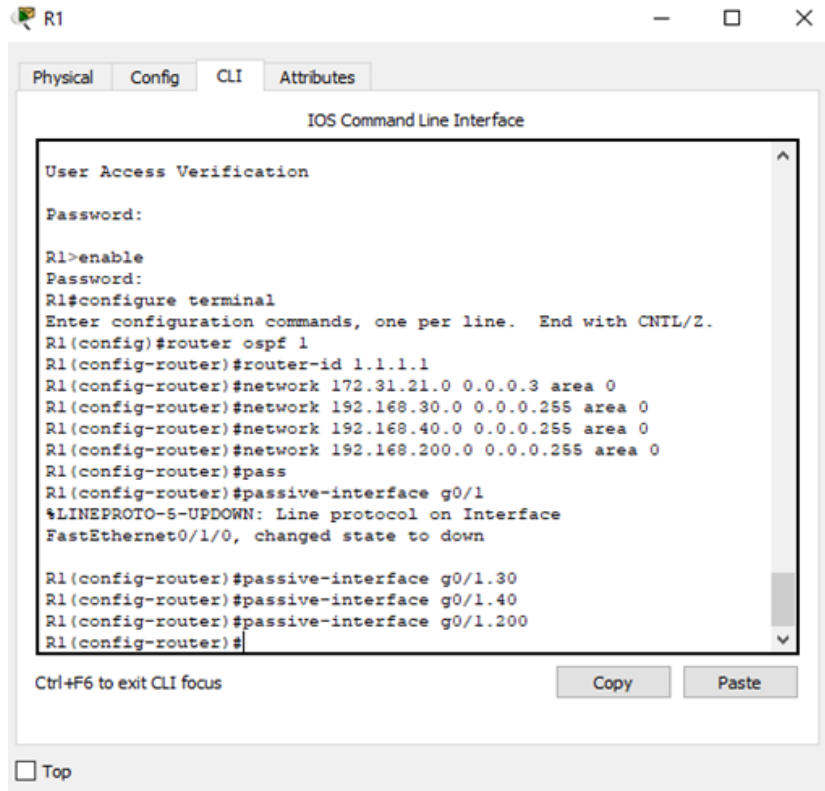 R1
Physical Config CLI Attributes
IOS Command Line Interface
User Access Verification
Password:
R1>enable
Password:
R1#configure terminal
Enter configuration commands, one per line.  End with CNTL/Z.
R1(config)#router ospf 1
R1(config-router)#router-id 1.1.1.1
R1(config-router)#network 172.31.21.0 0.0.0.3 area 0
R1(config-router)#network 192.168.30.0 0.0.0.255 area 0
R1(config-router)#network 192.168.40.0 0.0.0.255 area 0
R1(config-router)#network 192.168.200.0 0.0.0.255 area 0
R1(config-router)#pass
R1(config-router)#passive-interface g0/1
%LINEPROTO-5-UPDOWN: Line protocol on Interface
FastEthernet0/1/0, changed state to down
R1(config-router)#passive-interface g0/1.30
R1(config-router)#passive-interface g0/1.40
R1(config-router)#passive-interface g0/1.200
R1(config-router)#
Ctrl+F6 to exit CLI focus
Copy Paste
Top